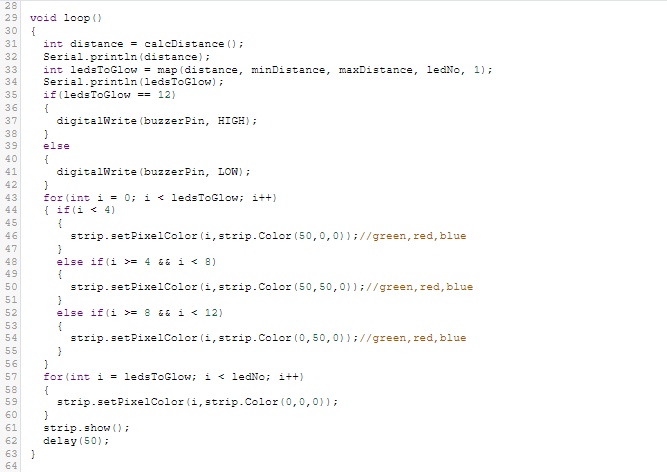 28
29 void loop()
30 {
31   int distance = calcDistance();
32   Serial.println(distance);
33   int ledsToGlow = map(distance, minDistance, maxDistance, ledNo, 1);
34   Serial.println(ledsToGlow);
35   if(ledsToGlow == 12)
36   {
37     digitalWrite(buzzerPin, HIGH);
38   }
39   else
40   {
41     digitalWrite(buzzerPin, LOW);
42   }
43   for(int i = 0; i < ledsToGlow; i++)
44   { if(i < 4)
45     {
46       strip.setPixelColor(i,strip.Color(50,0,0));//green,red,blue
47     }
48     else if(i >= 4 && i < 8)
49     {
50       strip.setPixelColor(i,strip.Color(50,50,0));//green,red,blue
51     }
52     else if(i >= 8 && i < 12)
53     {
54       strip.setPixelColor(i,strip.Color(0,50,0));//green,red,blue
55     }
56   }
57   for(int i = ledsToGlow; i < ledNo; i++)
58   {
59     strip.setPixelColor(i,strip.Color(0,0,0));
60   }
61   strip.show();
62   delay(50);
63 }
64